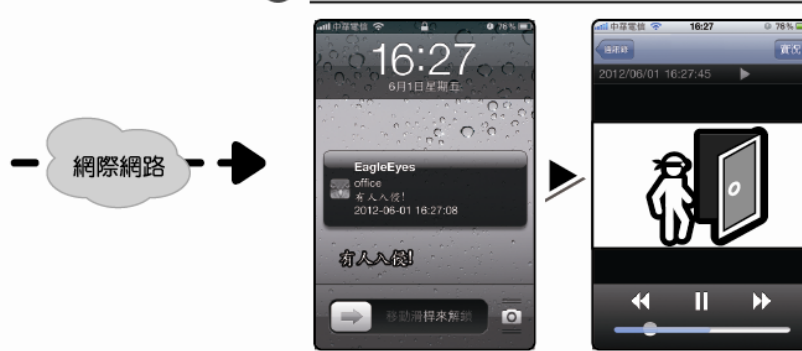 網際網路
中華電信
76%
16:27
6月1日星期五
EagleEyes
office
有人入侵!
2012-06-01 16:27:08
有人入侵!
移動滑桿來解鎖
中華電信
16:27
78%
實況
2012/06/01 16:27:45